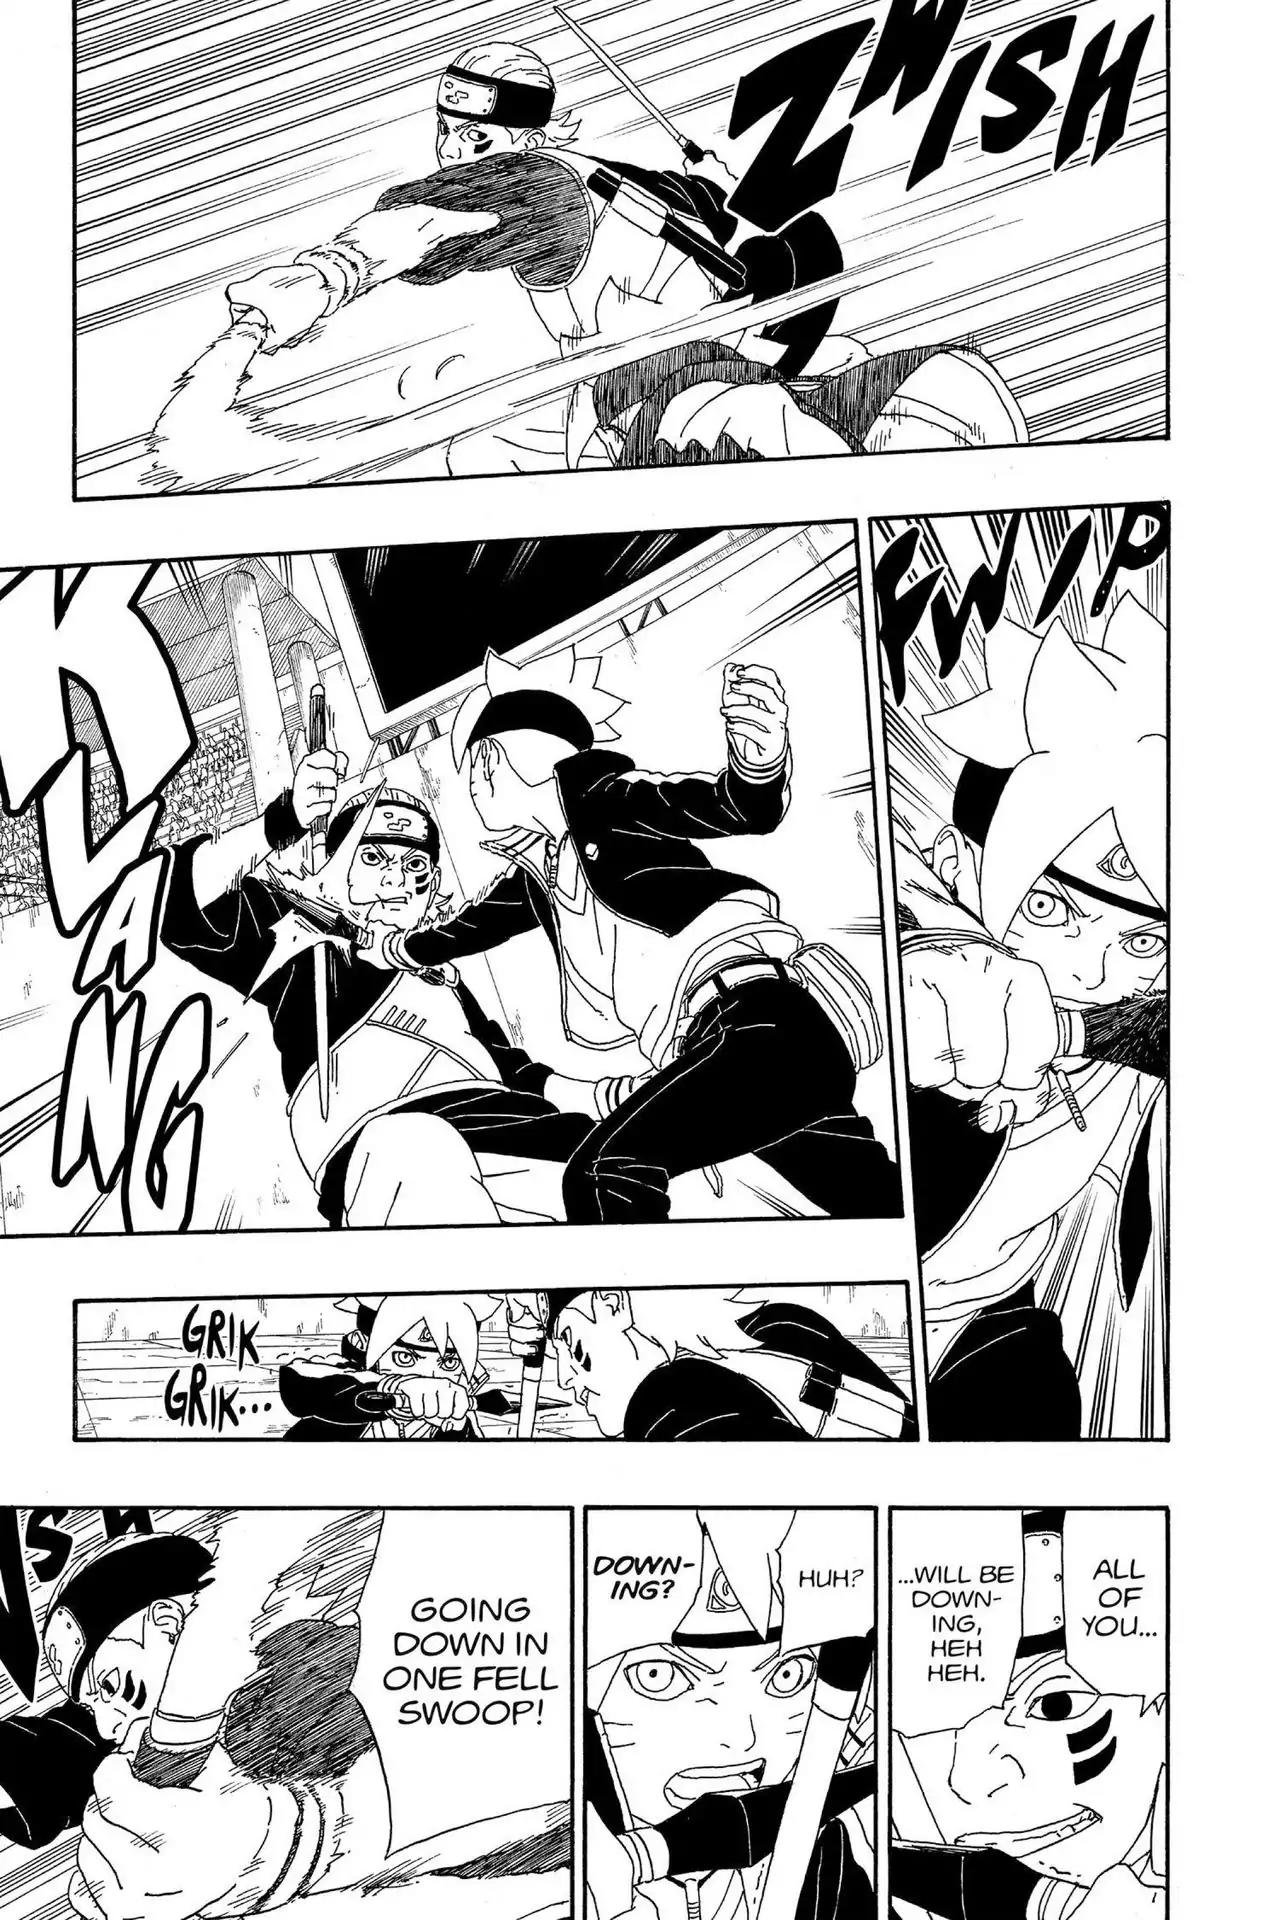 ZWISH
FWIP
KLANG
GRIK
GRIK...
ALL
OF
YOU...
...WILL BE
DOWN-
ING,
HEH
HEH.
HUH?
DOWN-
ING?
GOING
DOWN IN
ONE FELL
SWOOP!